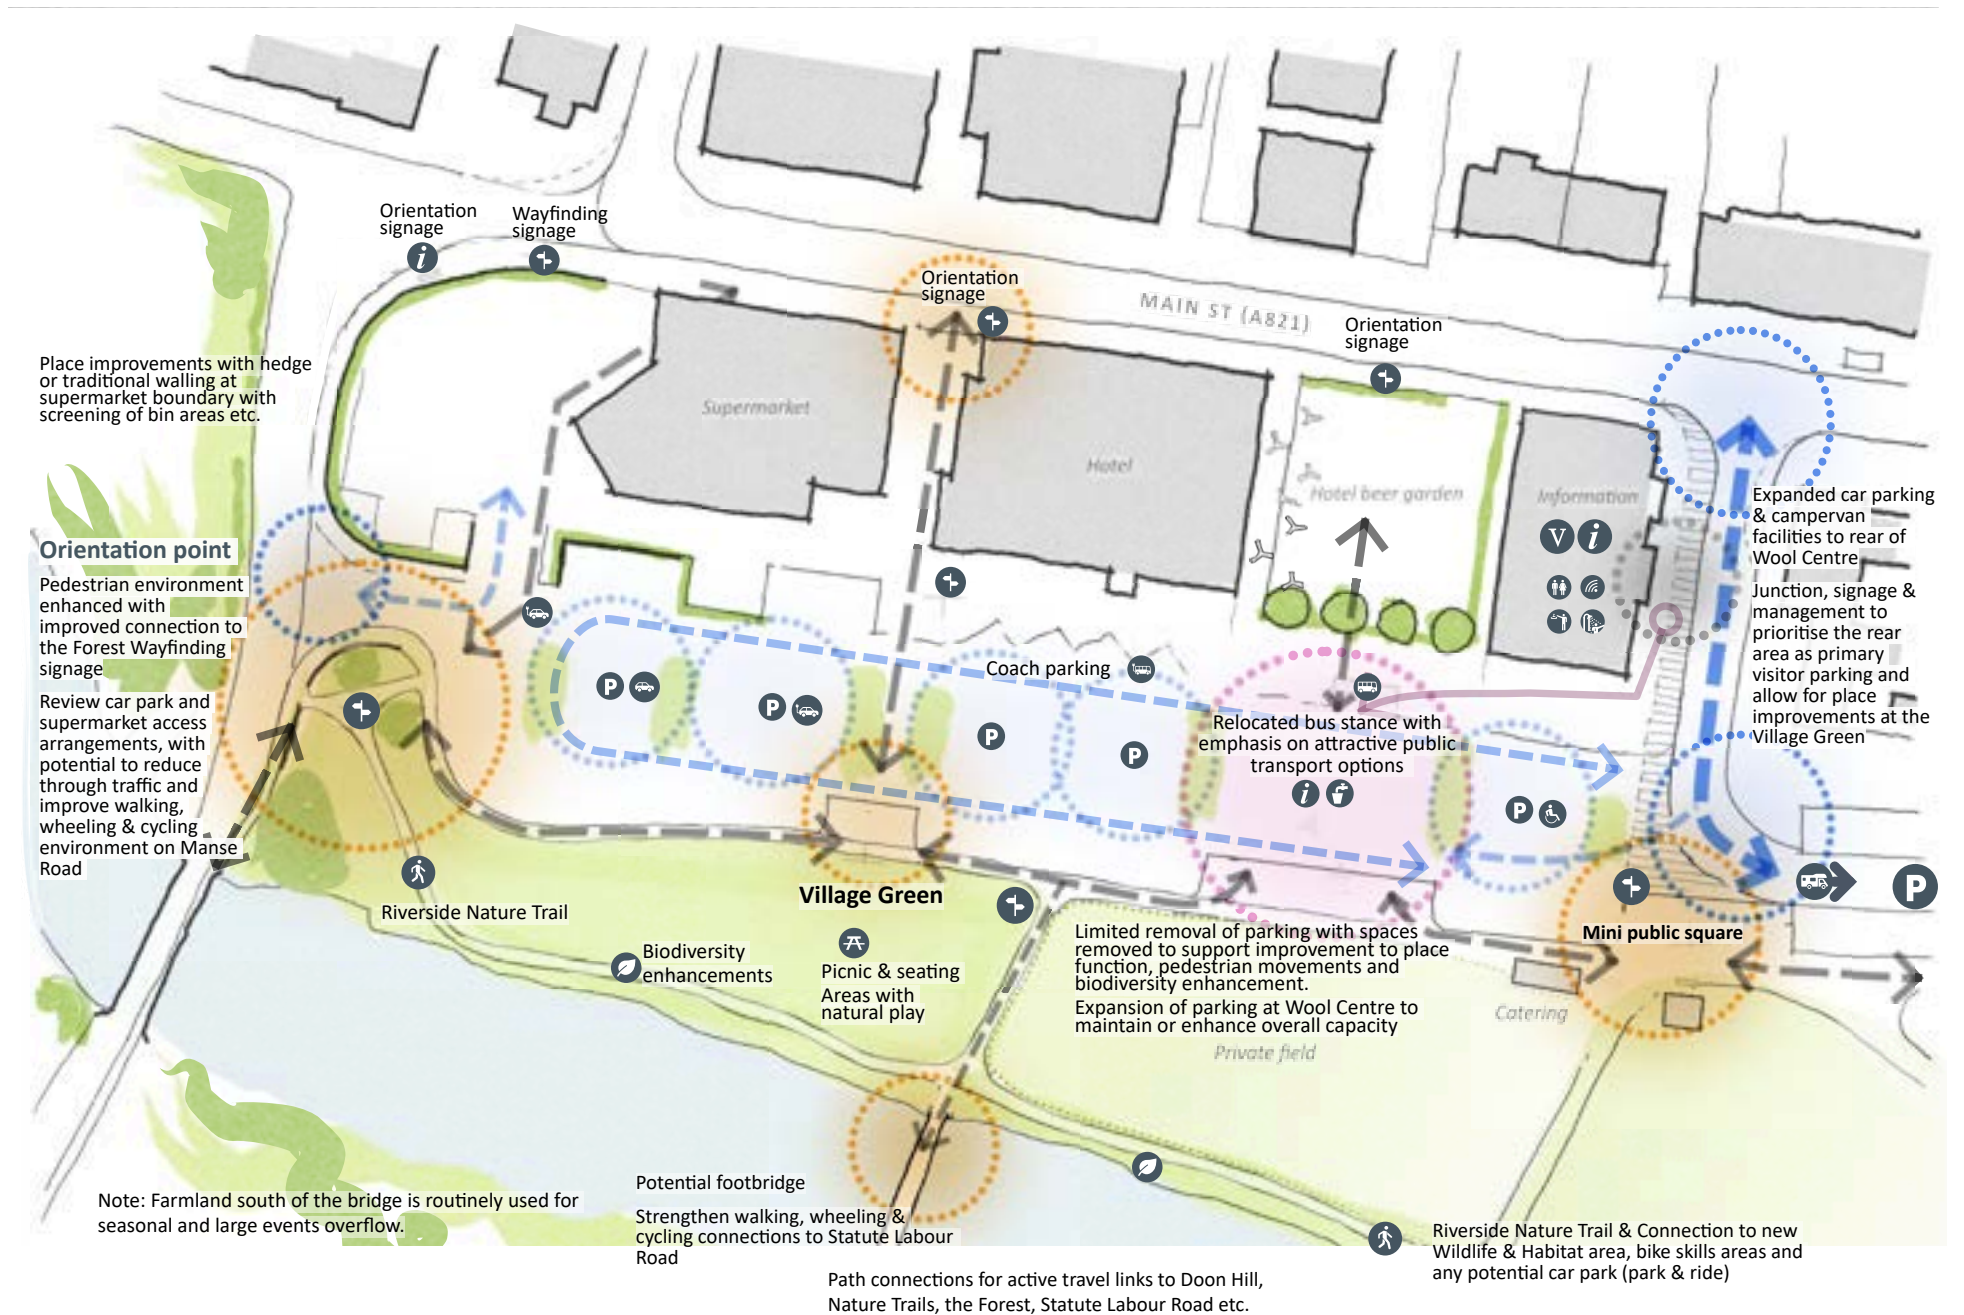 Orientation
signage
Wayfinding
signage
Orientation
signage
MAIN ST (A821)
Orientation
signage
Place improvements with hedge
or traditional walling at
supermarket boundary with
screening of bin areas etc.
Supermarket
Hotel
Hotel beer garden
Information
V i
Expanded car parking
& campervan
facilities to rear of
Wool Centre
Junction, signage &
management to
prioritise the rear
area as primary
visitor parking and
allow for place
improvements at the
Village Green
Orientation point
Pedestrian environment
enhanced with
improved connection to
the Forest Wayfinding
signage
Review car park and
supermarket access
arrangements, with
potential to reduce
through traffic and
improve walking,
wheeling & cycling
environment on Manse
Road
Coach parking
P
P
P
P
Relocated bus stance with
emphasis on attractive public
transport options
i
P
P
Riverside Nature Trail
Village Green
Biodiversity
enhancements
Picnic & seating
Areas with
natural play
Limited removal of parking with spaces
removed to support improvement to place
function, pedestrian movements and
biodiversity enhancement.
Expansion of parking at Wool Centre to
maintain or enhance overall capacity
Mini public square
Catering
Private field
Note: Farmland south of the bridge is routinely used for
seasonal and large events overflow.
Potential footbridge
Strengthen walking, wheeling &
cycling connections to Statute Labour
Road
Riverside Nature Trail & Connection to new
Wildlife & Habitat area, bike skills areas and
any potential car park (park & ride)
Path connections for active travel links to Doon Hill,
Nature Trails, the Forest, Statute Labour Road etc.